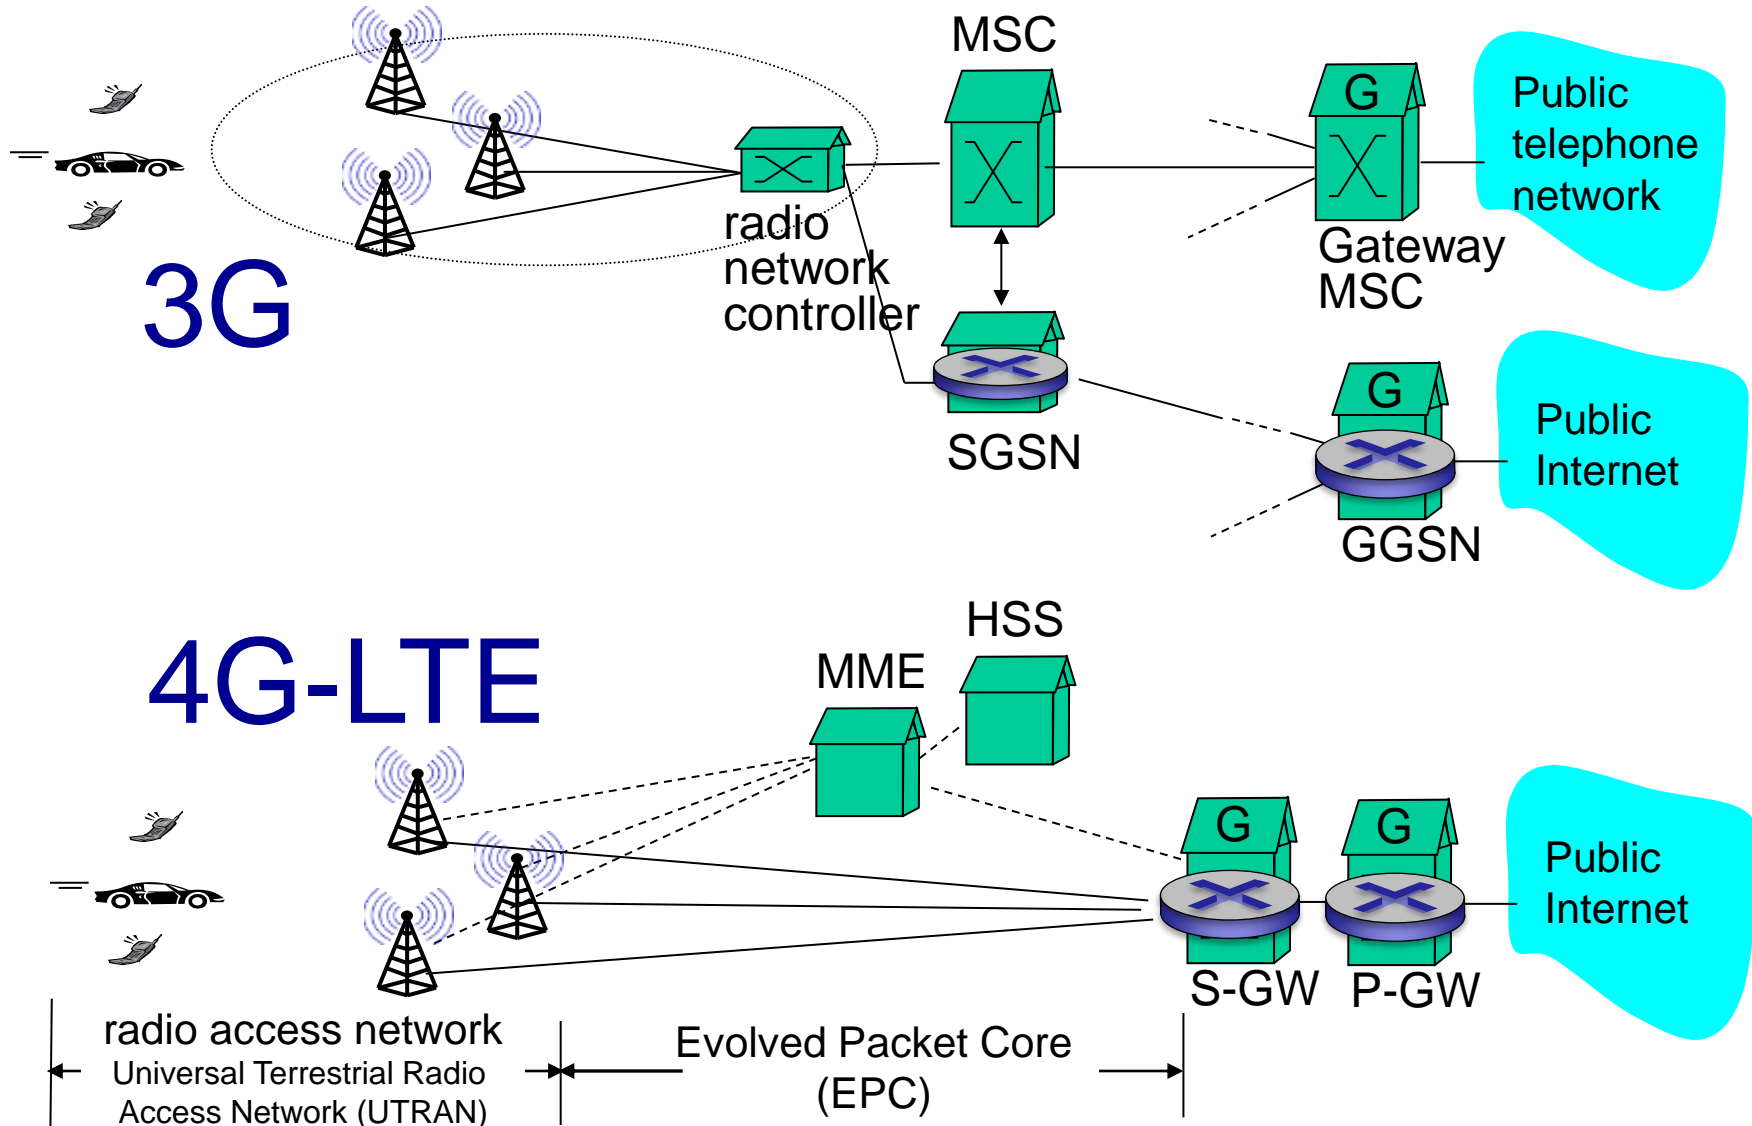 MSC
G
Public
telephone
network
radio
network
controller
Gateway
MSC
3G
SGSN
G
Public
Internet
GGSN
4G-LTE
HSS
MME
G
G
Public
Internet
S-GW
P-GW
radio access network
Universal Terrestrial Radio
Access Network (UTRAN)
Evolved Packet Core
(EPC)